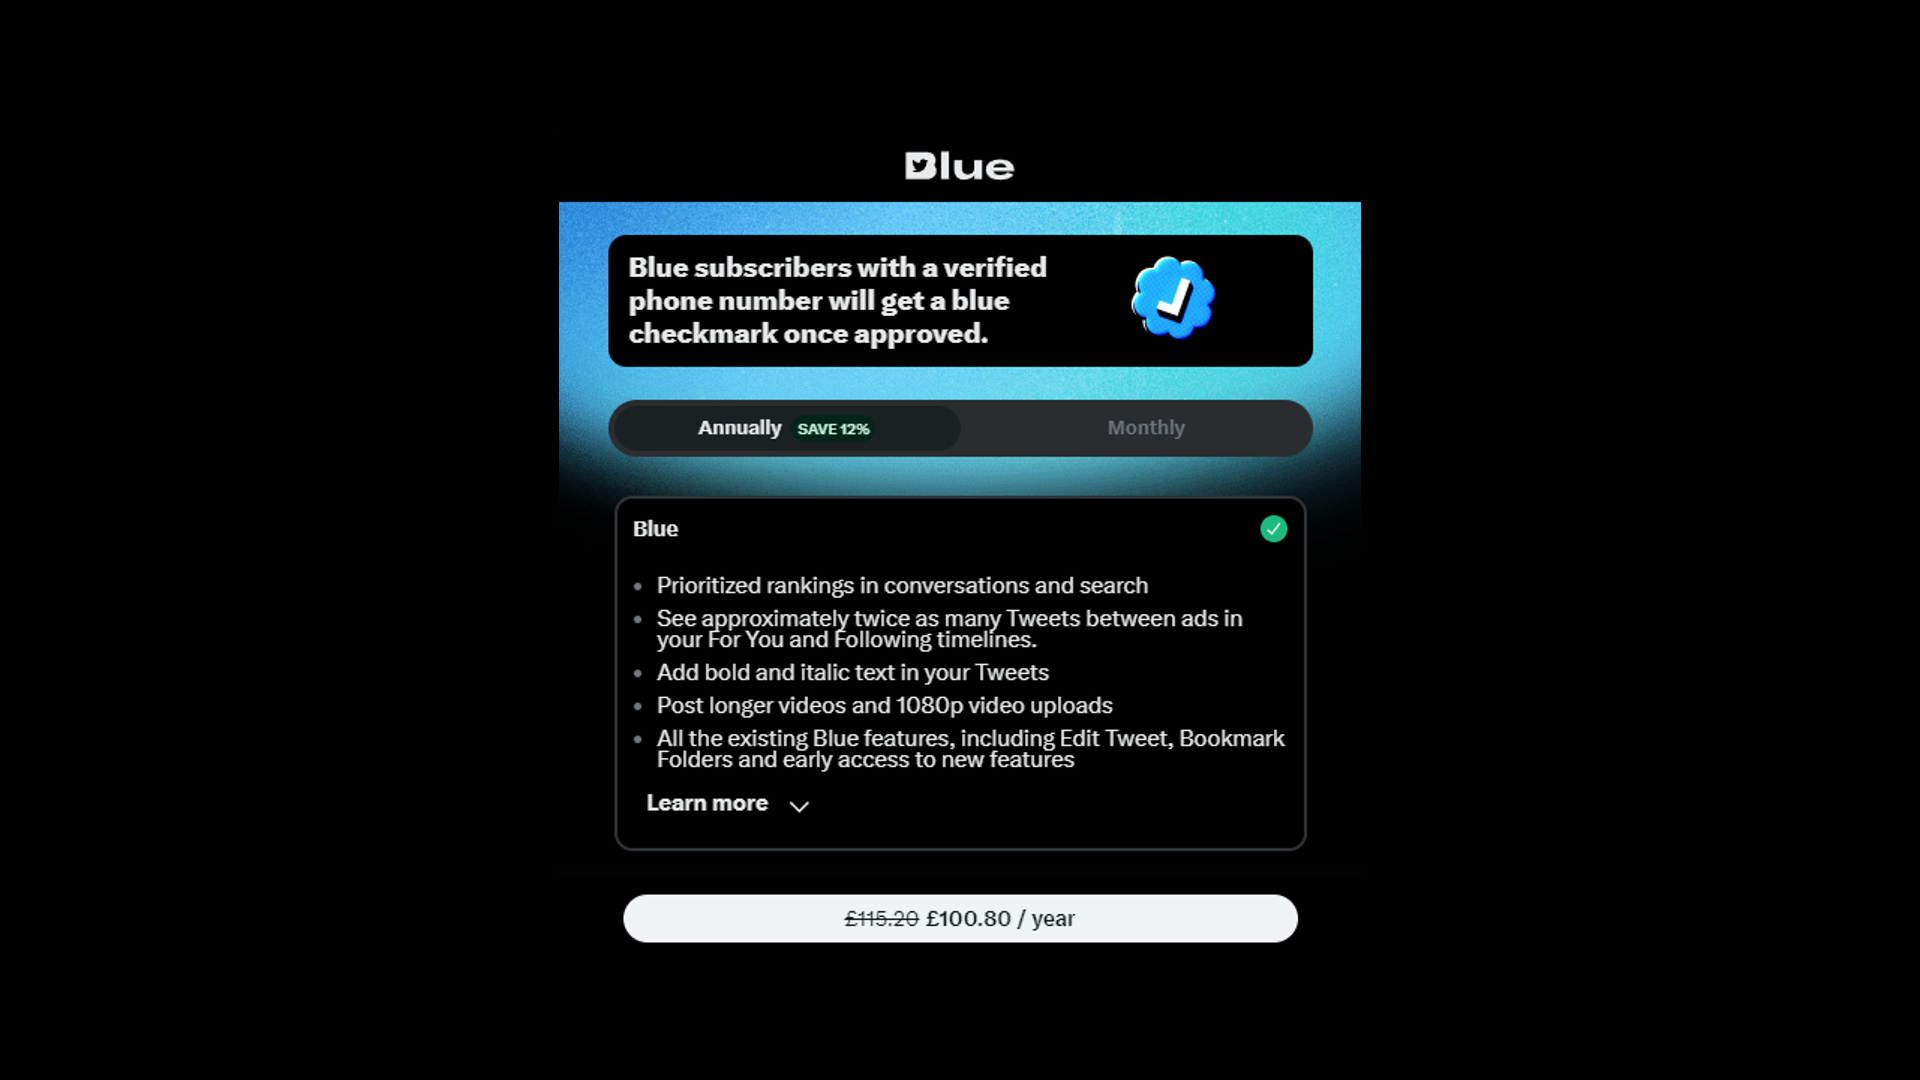 Blue
Blue subscribers with a verified
phone number will get a blue
checkmark once approved.
Annually SAVE 12% Monthly
Blue
Prioritized rankings in conversations and search
See approximately twice as many Tweets between ads in
your For You and Following timelines.
Add bold and italic text in your Tweets
Post longer videos and 1080p video uploads
All the existing Blue features, including Edit Tweet, Bookmark
Folders and early access to new features
Learn more
£115.20 £100.80 / year